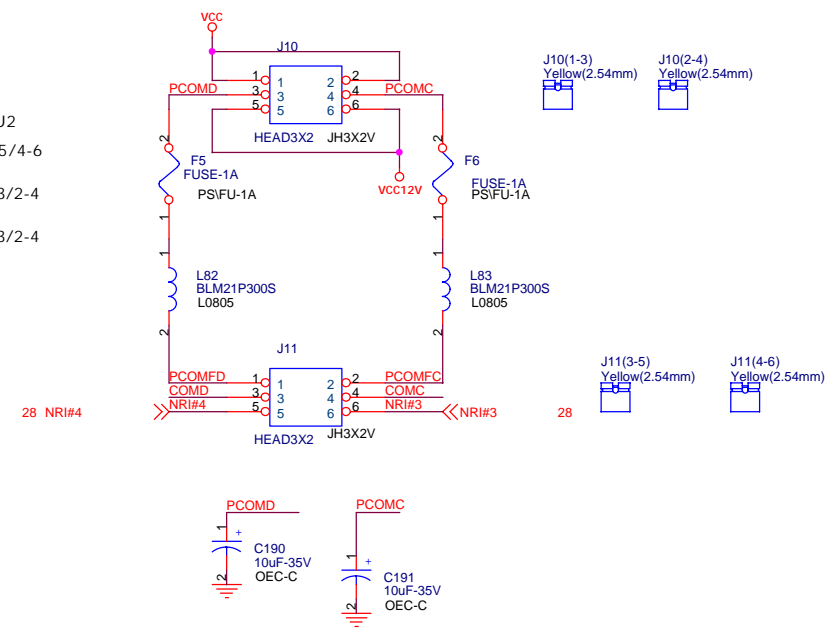 VCC
J10
1 1 2 2
PCOMD 3 3 4 4 PCOMC
5 5 6 6
HEAD3X2 JH3X2V
J10(1-3)
Yellow(2.54mm)
J10(2-4)
Yellow(2.54mm)
J2
5/4-6
3/2-4
3/2-4
2
F5
FUSE-1A
PS\FU-1A
1
VCC12V
2
F6
FUSE-1A
PS\FU-1A
1
1
L82
BLM21P300S
L0805
2
1
L83
BLM21P300S
L0805
2
J11
PCOMFD 1 1 2 2 PCOMFC
COMD 3 3 4 4 COMC
28 NRI#4 NRI#4 5 5 6 6 NRI#3 NRI#3 28
HEAD3X2 JH3X2V
J11(3-5)
Yellow(2.54mm)
J11(4-6)
Yellow(2.54mm)
PCOMD
1
+
C190
10uF-35V
OEC-C
2
PCOMC
1
+
C191
10uF-35V
OEC-C
2